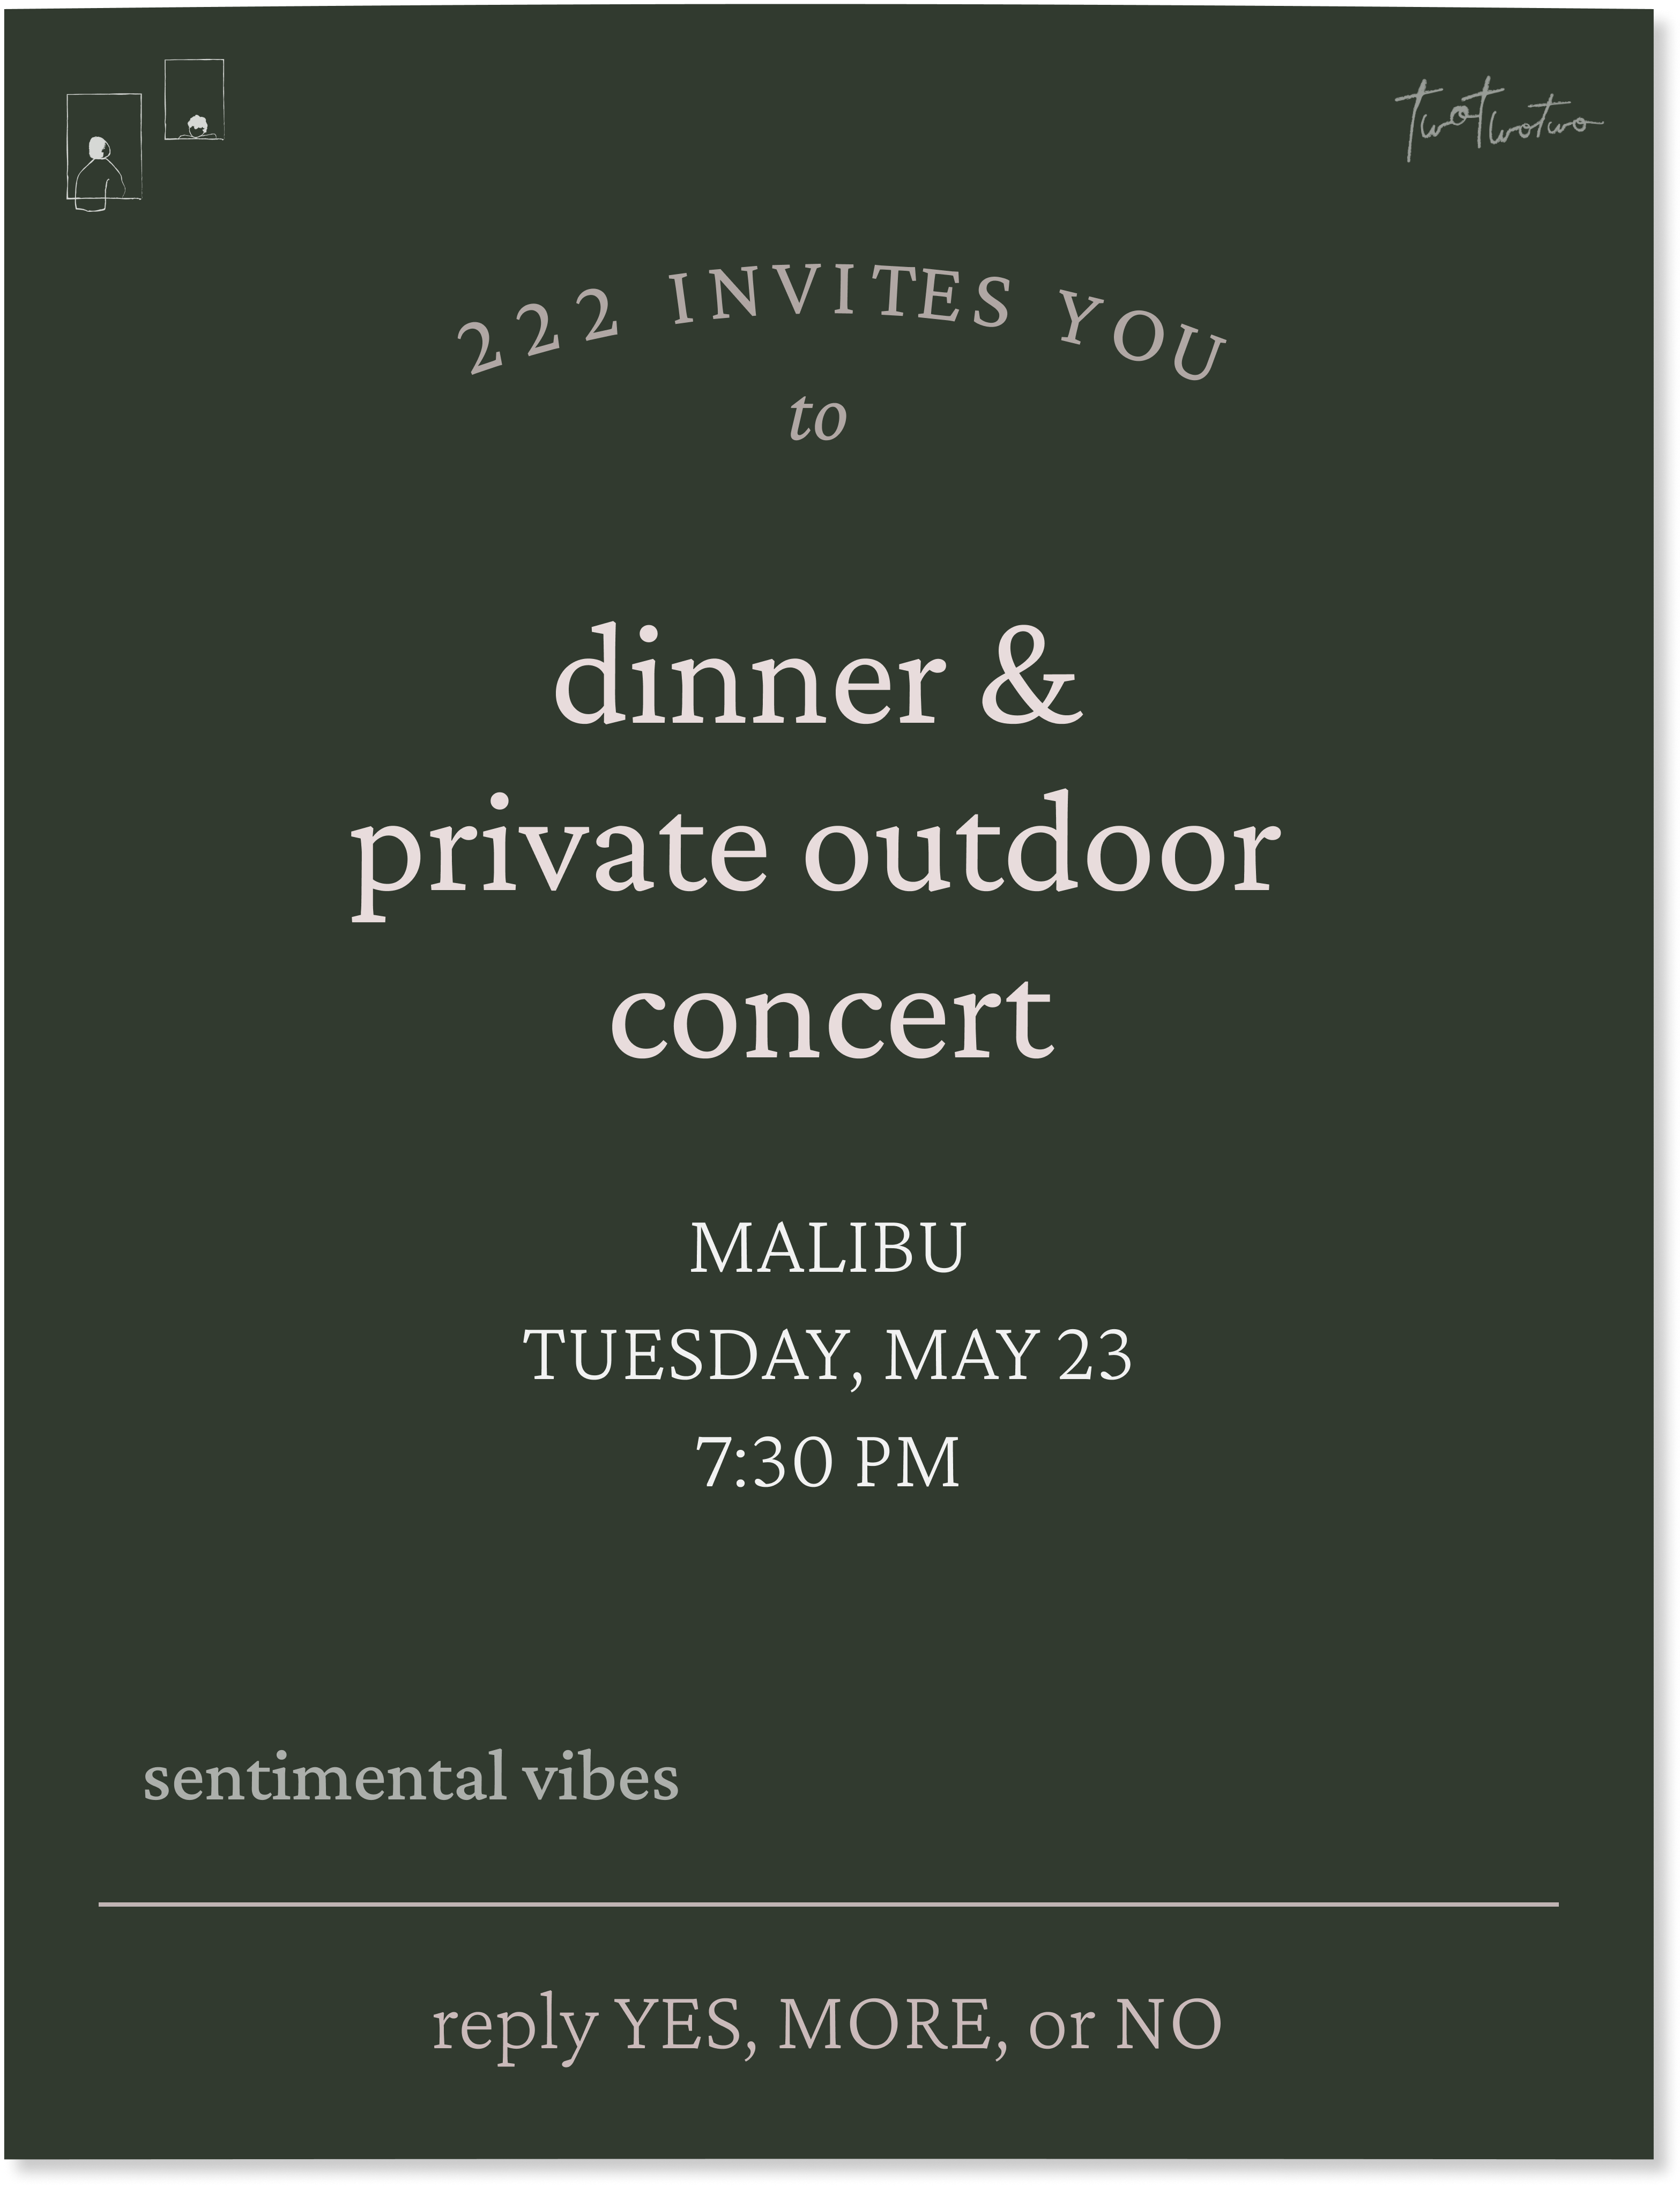 twotwotwo
222 INVITES YOU
to
dinner &
private outdoor
concert
MALIBU
TUESDAY, MAY 23
7:30 PM
sentimental vibes
reply YES, MORE, or NO